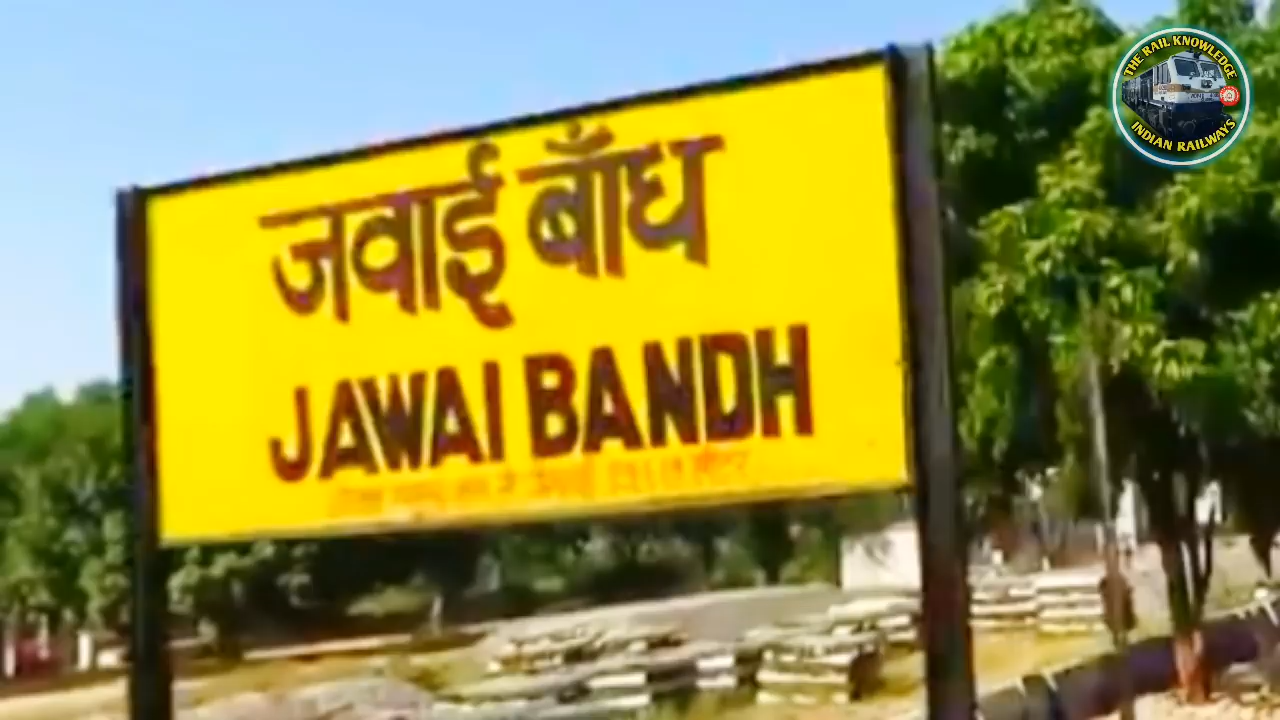 जवाई बाँध
JAWAI BANDH
THE RAIL KNOWLEDGE
INDIAN RAILWAYS